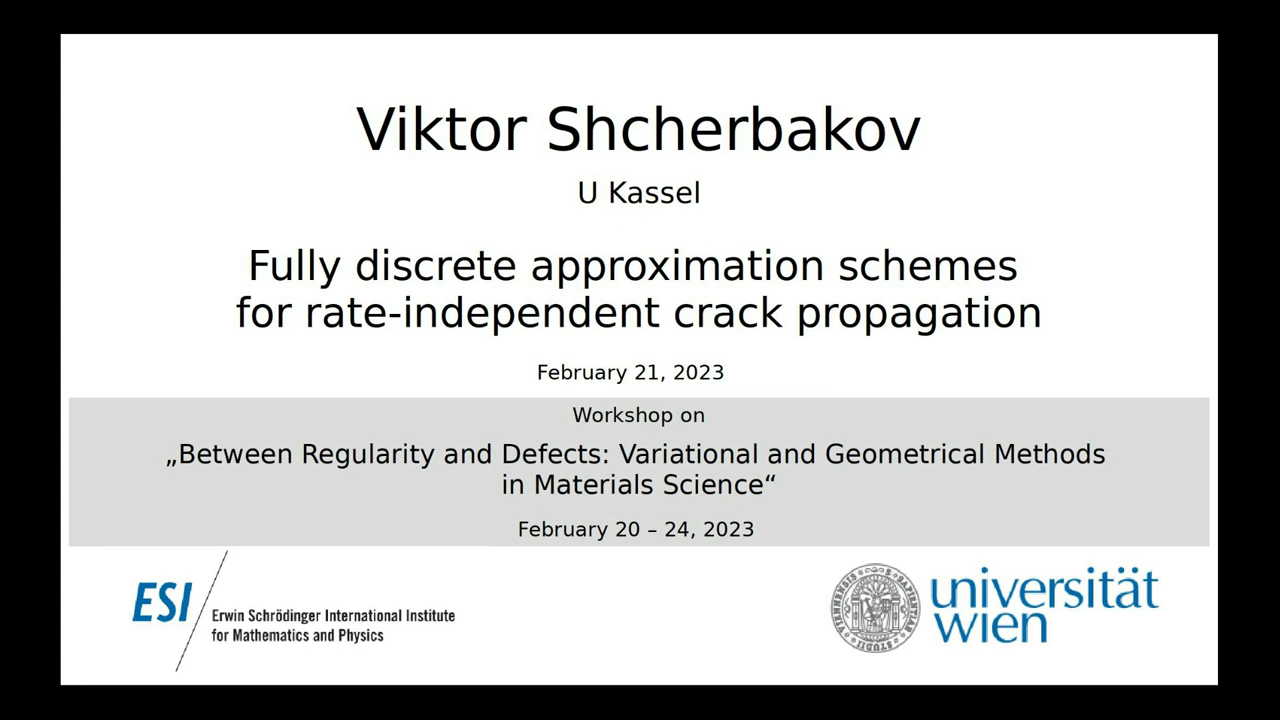 Viktor Shcherbakov
U Kassel
Fully discrete approximation schemes
for rate-independent crack propagation
February 21, 2023
Workshop on
„Between Regularity and Defects: Variational and Geometrical Methods
in Materials Science“
February 20 – 24, 2023
ESI
Erwin Schrödinger International Institute
for Mathematics and Physics
universität
wien